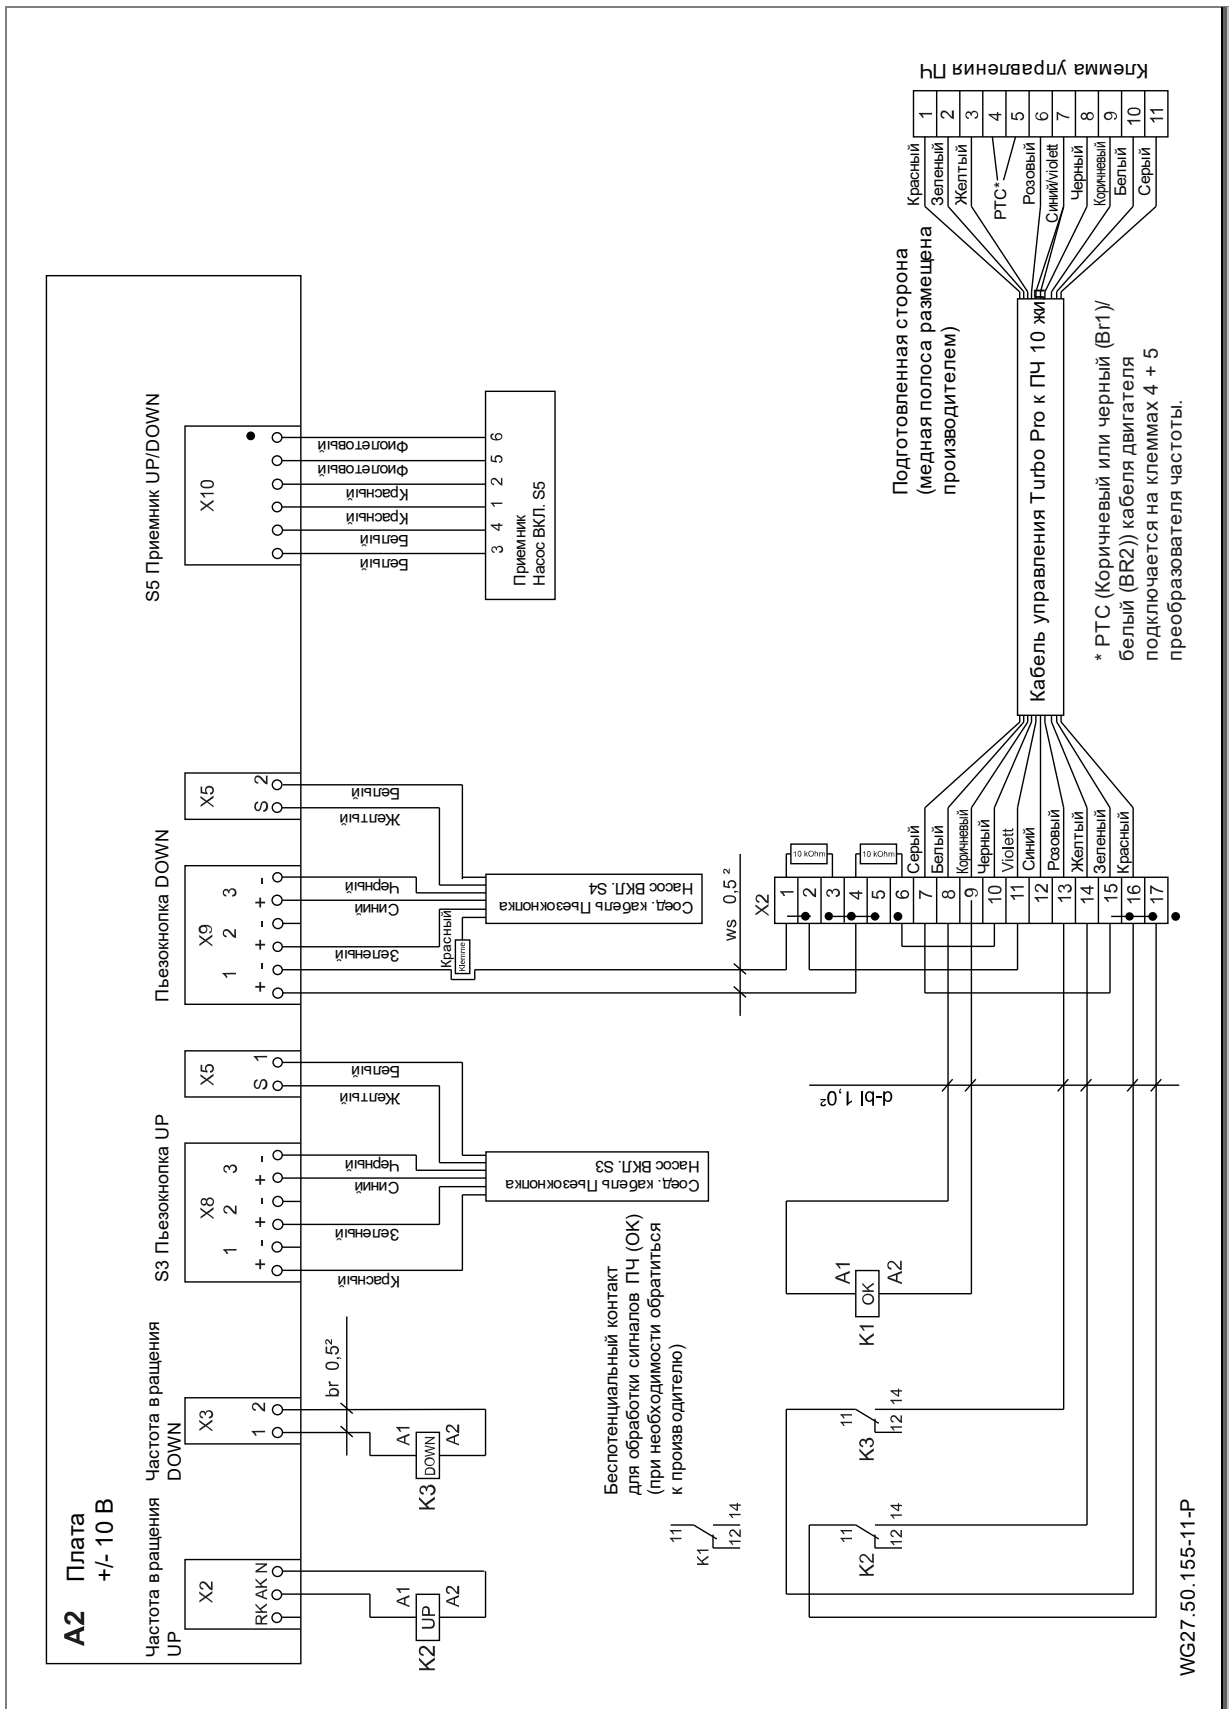 A2 Плата
+/- 10 В
Частота вращения
UP
X2
RK AK N
A1
UP
A2
K2
Частота вращения
DOWN
X3
1 2
br 0,5²
A1
DOWN
A2
K3
S3 Пьезокнопка UP
X8
1 2 3
+ - + - + -
Красный
Зеленый
Синий
Черный
X5
S 1
Желтый
Белый
Соед. кабель Пьезокнопка
Насос ВКЛ. S3
Пьезокнопка DOWN
X9
1 2 3
+ - + - + -
Зеленый
Синий
Черный
Красный
Klemme
X5
S 2
Желтый
Белый
Соед. кабель Пьезокнопка
Насос ВКЛ. S4
S5 Приемник UP/DOWN
X10
Белый
Белый
Красный
Красный
Фиолетовый
Фиолетовый
3 4 1 2 5 6
Приемник
Насос ВКЛ. S5
Беспотенциальный контакт
для обработки сигналов ПЧ (OK)
(при необходимости обратиться
к производителю)
K1
11
12
14
ws 0,5 ²
10 kOhm
10 kOhm
X2
1
2
3
4
5
6
7
8
9
10
11
12
13
14
15
16
17
Серый
Белый
Коричневый
Черный
Violett
Синий
Розовый
Желтый
Зеленый
Красный
d-bl 1,0²
A1
OK
A2
K1
K3
11
12
14
K2
11
12
14
Кабель управления Turbo Pro к ПЧ 10 жил
Подготовленная сторона
(медная полоса размещена
производителем)
Красный
Зеленый
Желтый
PTC*
Розовый
Синий/violett
Черный
Коричневый
Белый
Серый
1
2
3
4
5
6
7
8
9
10
11
Клемма управления ПЧ
* PTC (Коричневый или черный (Br1)/
белый (BR2)) кабеля двигателя
подключается на клеммах 4 + 5
преобразователя частоты.
WG27.50.155-11-P